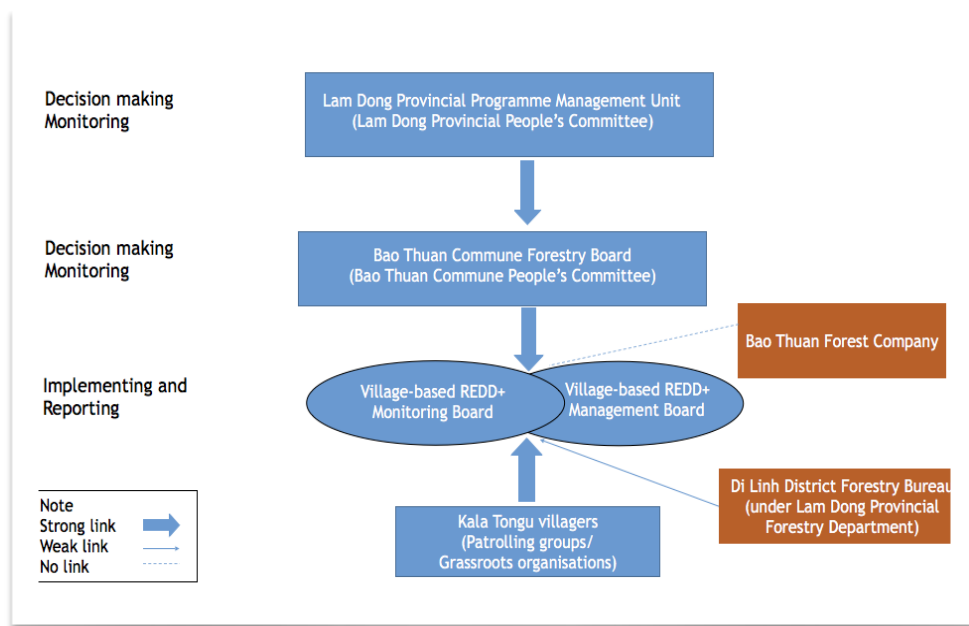 Decision making
Monitoring
Lam Dong Provincial Programme Management Unit
(Lam Dong Provincial People's Committee)
Decision making
Monitoring
Bao Thuan Commune Forestry Board
(Bao Thuan Commune People's Committee)
Bao Thuan Forest Company
Implementing and
Reporting
Village-based REDD+
Monitoring Board
Village-based REDD+
Management Board
Di Linh District Forestry Bureau
(under Lam Dong Provincial
Forestry Department)
Kala Tongu villagers
(Patrolling groups/
Grassroots organisations)
Note
Strong link
Weak link
No link